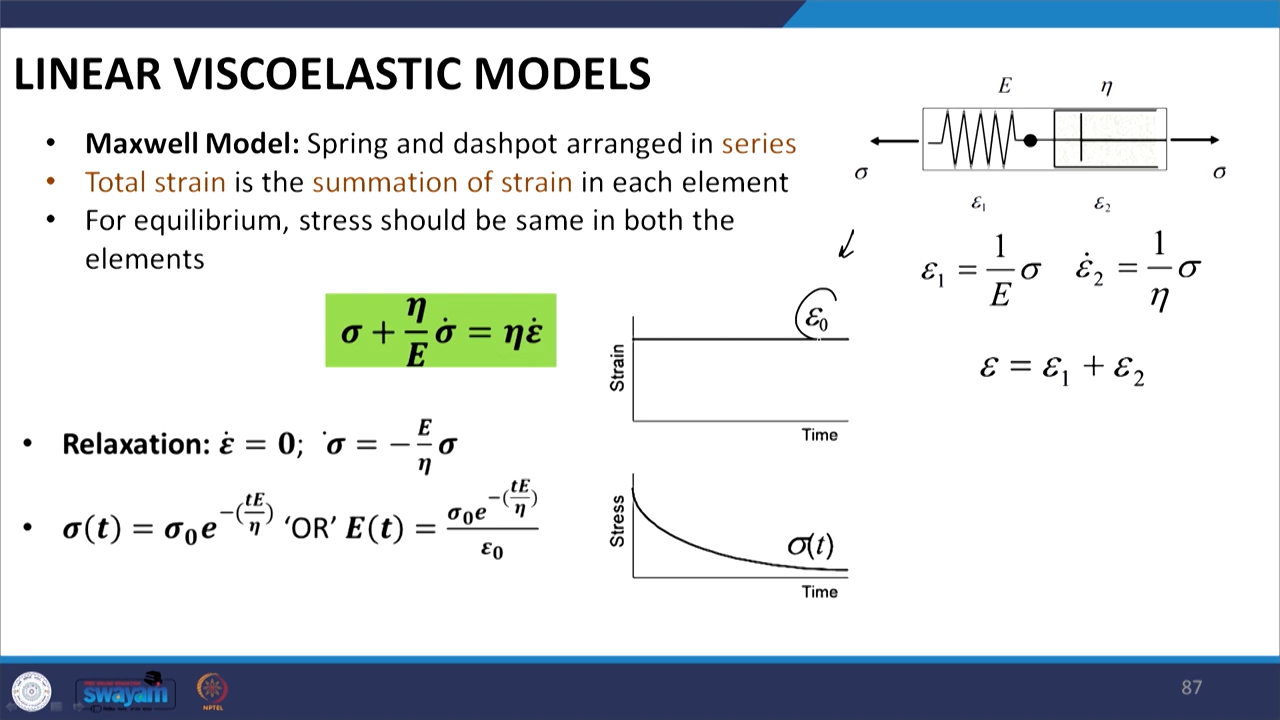 LINEAR VISCOELASTIC MODELS
• Maxwell Model: Spring and dashpot arranged in series
• Total strain is the summation of strain in each element
• For equilibrium, stress should be same in both the
elements
σ + η/E σ̇ = ηε̇
• Relaxation: ε̇ = 0; ˙σ = −E/η σ
• σ(t) = σ₀e^−(tE/η) ‘OR’ E(t) = σ₀e^−(tE/η)/ε₀
E η
σ σ
ε₁ ε₂
ε₁ = 1/E σ ε̇₂ = 1/η σ
ε = ε₁ + ε₂
ε₀
Strain
Time
Stress
σ(t)
Time
swayam
NPTEL
87